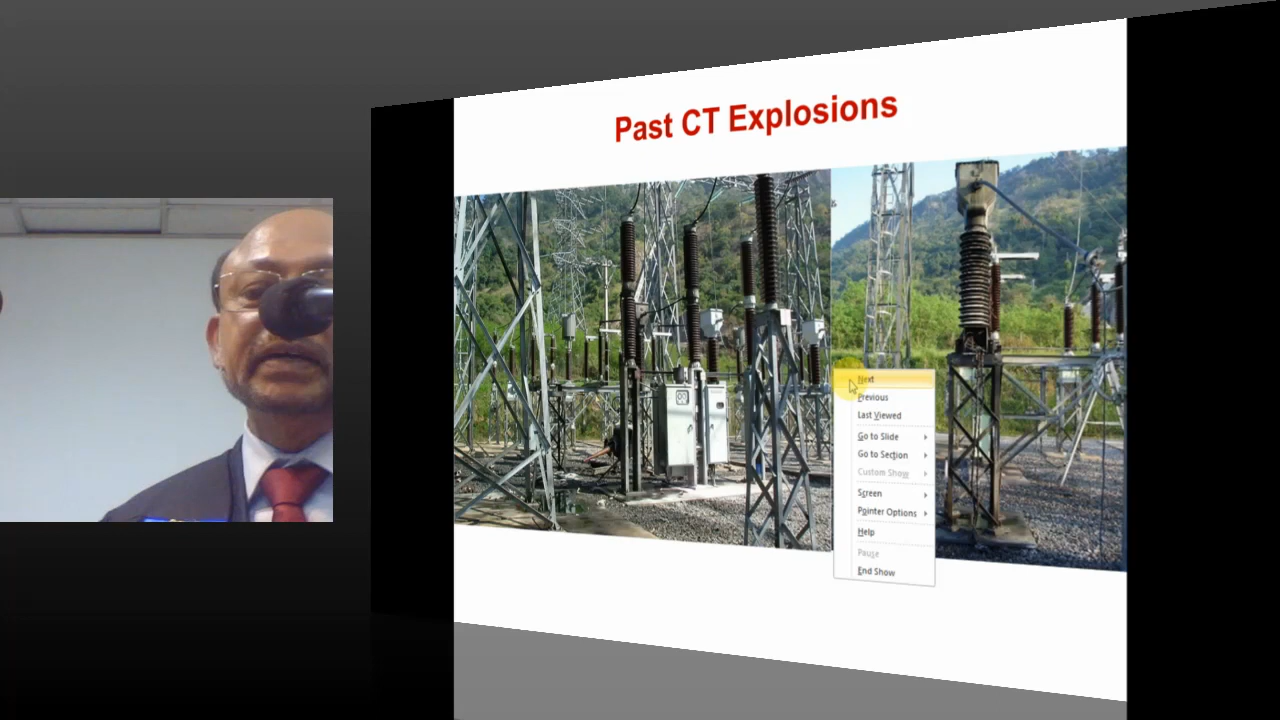 Past CT Explosions
Next
Previous
Last Viewed
Go to Slide
Go to Section
Custom Show
Screen
Pointer Options
Help
Pause
End Show